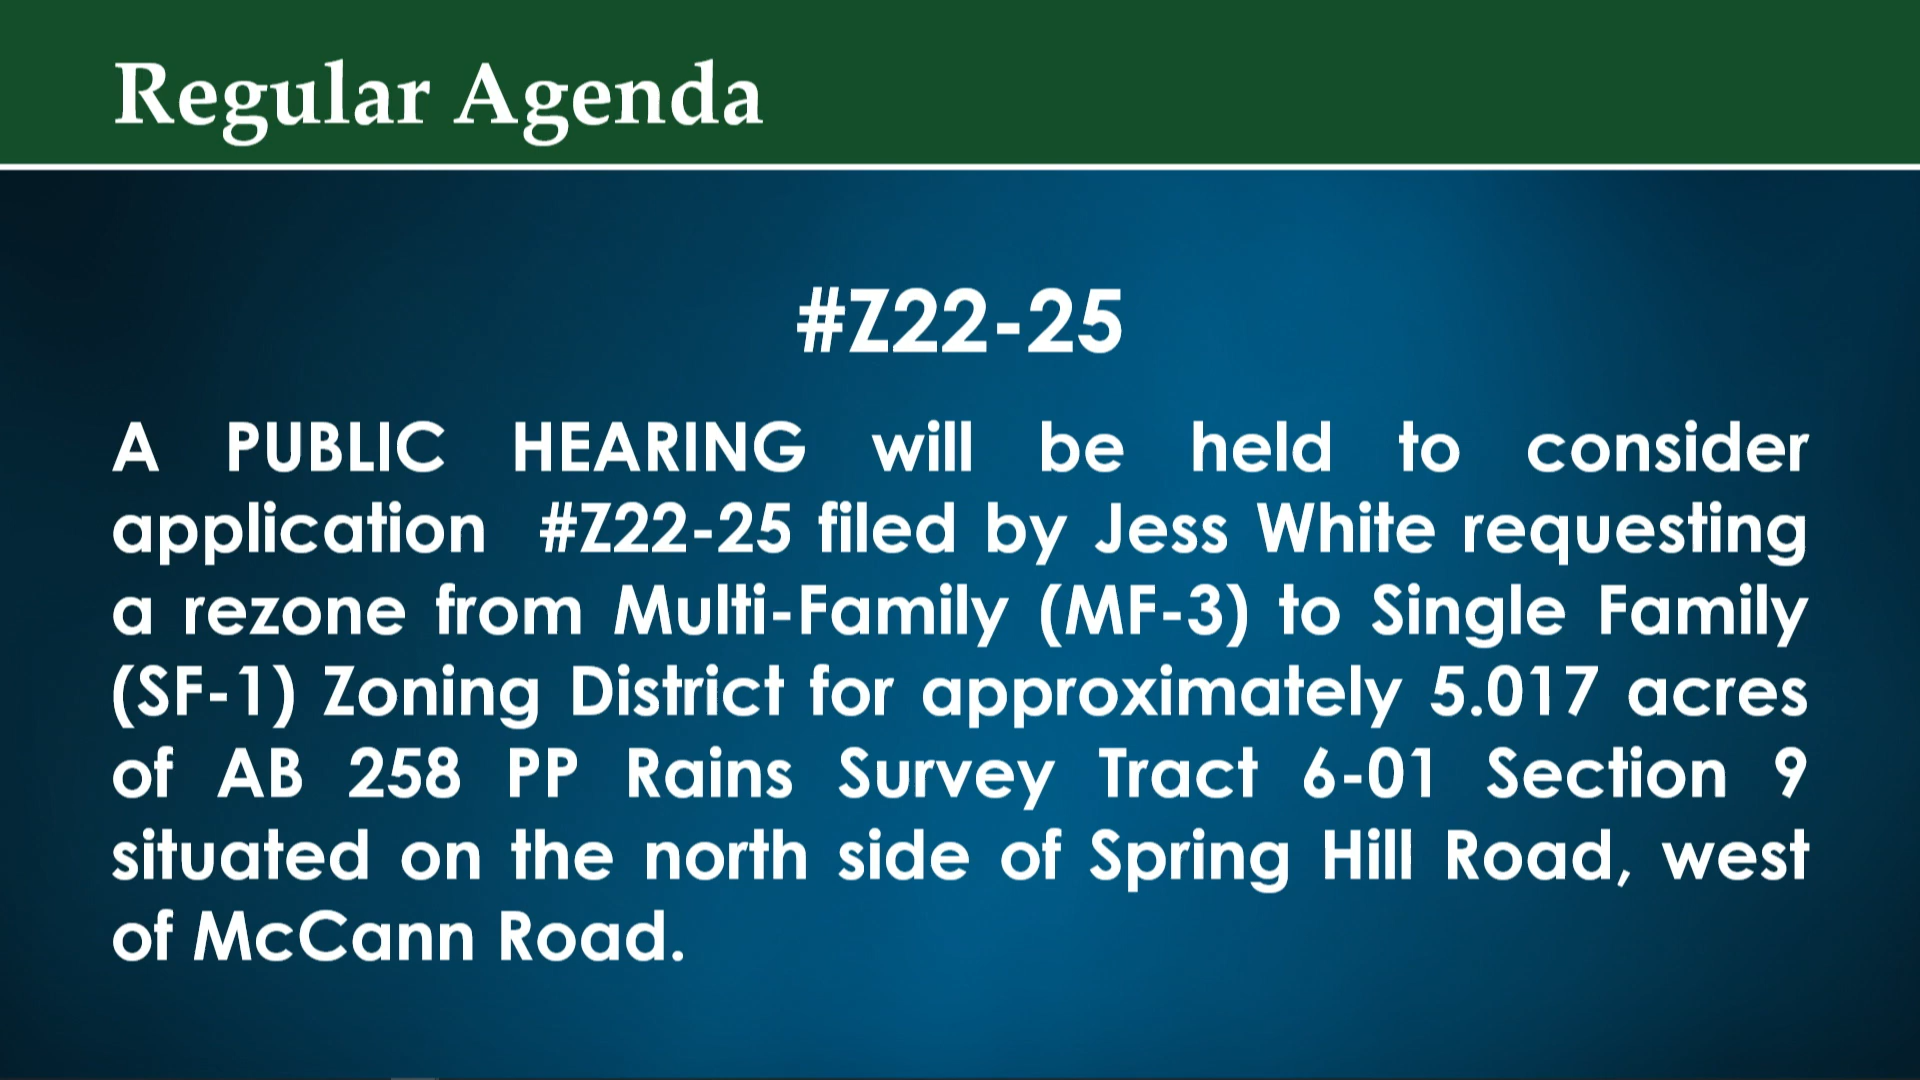 Regular Agenda
#Z22-25
A PUBLIC HEARING will be held to consider
application #Z22-25 filed by Jess White requesting
a rezone from Multi-Family (MF-3) to Single Family
(SF-1) Zoning District for approximately 5.017 acres
of AB 258 PP Rains Survey Tract 6-01 Section 9
situated on the north side of Spring Hill Road, west
of McCann Road.